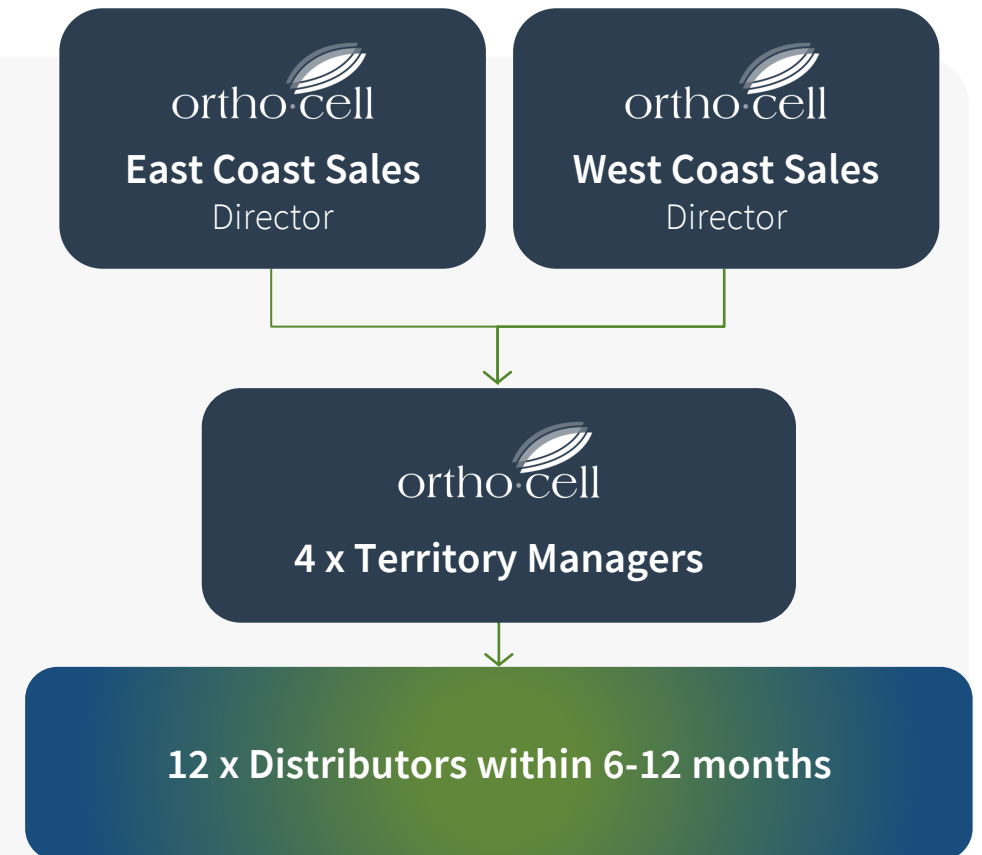 ortho·cell
East Coast Sales
Director
ortho·cell
West Coast Sales
Director
ortho·cell
4 x Territory Managers
12 x Distributors within 6-12 months